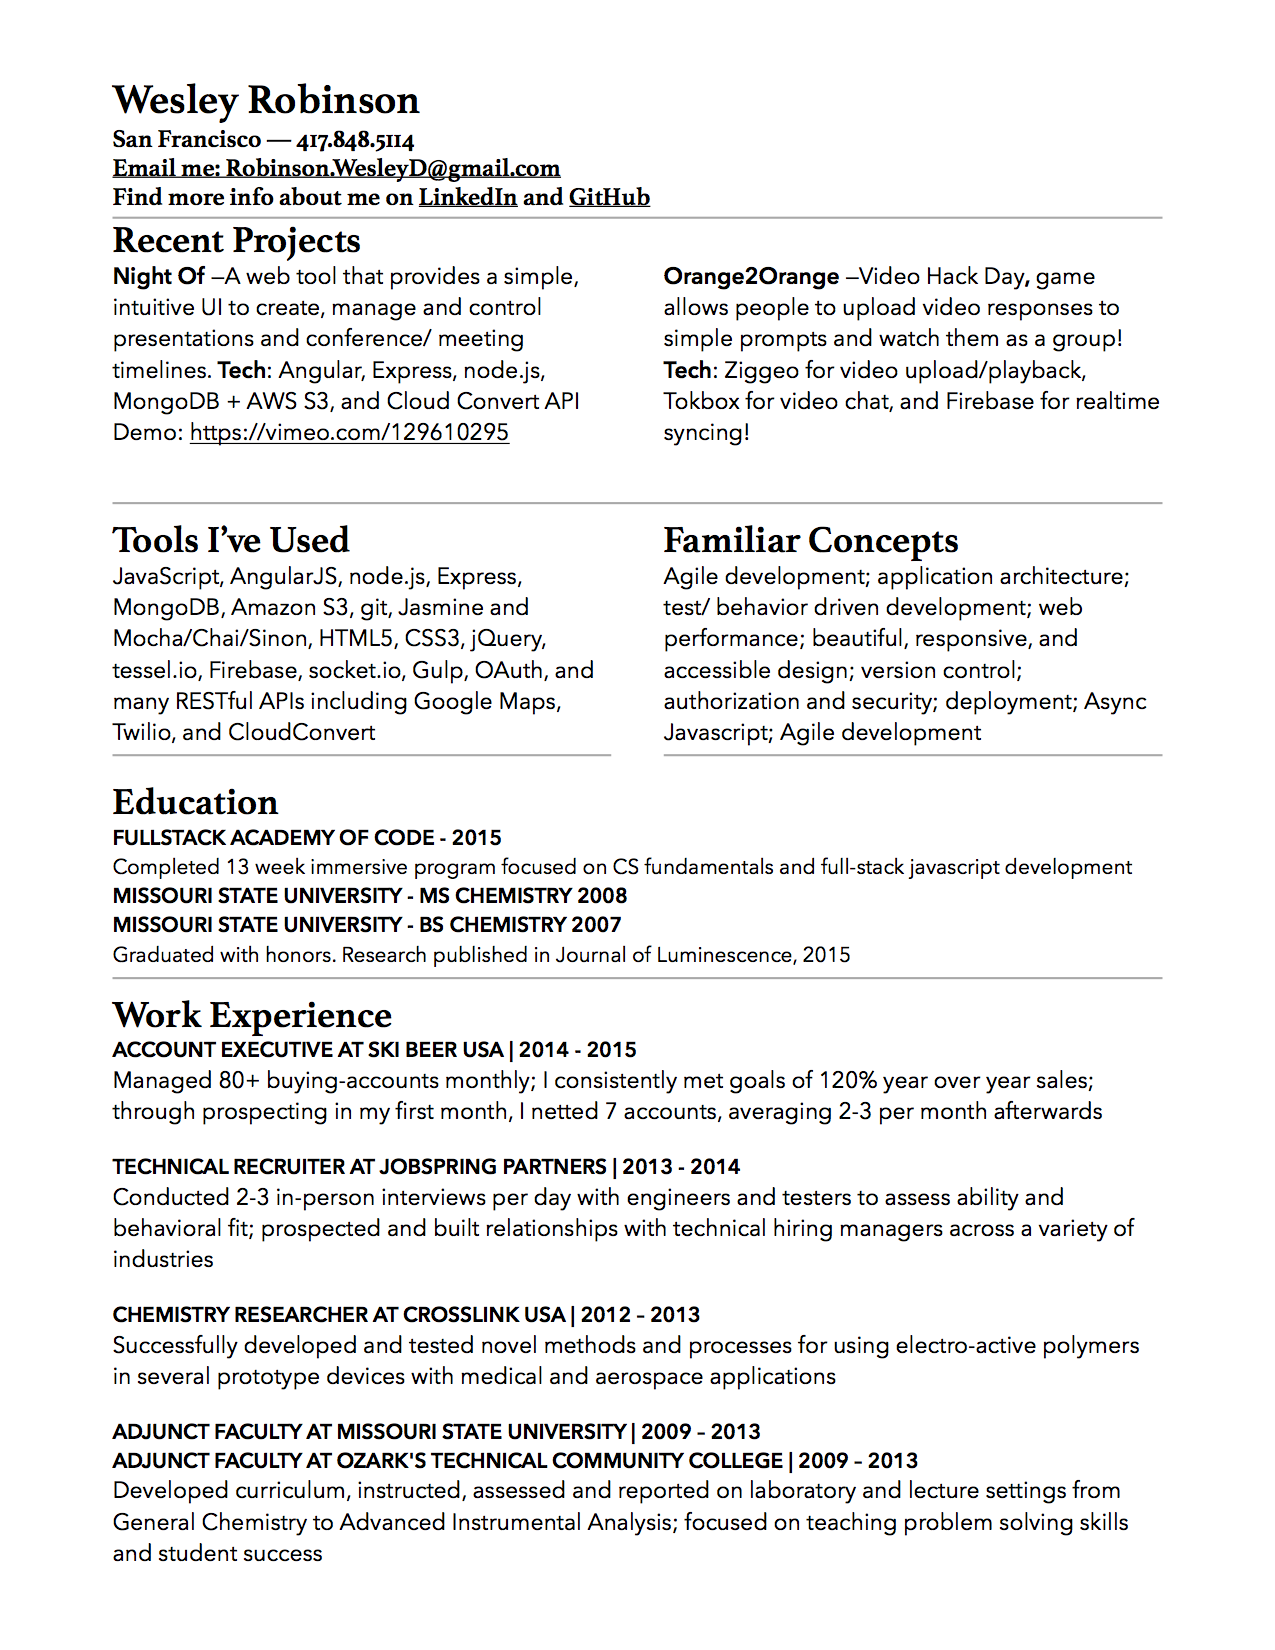 Wesley Robinson
San Francisco — 417.848.5114
Email me: Robinson.WesleyD@gmail.com
Find more info about me on LinkedIn and GitHub
Recent Projects
Night Of –A web tool that provides a simple,
intuitive UI to create, manage and control
presentations and conference/ meeting
timelines. Tech: Angular, Express, node.js,
MongoDB + AWS S3, and Cloud Convert API
Demo: https://vimeo.com/129610295
Orange2Orange –Video Hack Day, game
allows people to upload video responses to
simple prompts and watch them as a group!
Tech: Ziggeo for video upload/playback,
Tokbox for video chat, and Firebase for realtime
syncing!
Tools I’ve Used
JavaScript, AngularJS, node.js, Express,
MongoDB, Amazon S3, git, Jasmine and
Mocha/Chai/Sinon, HTML5, CSS3, jQuery,
tessel.io, Firebase, socket.io, Gulp, OAuth, and
many RESTful APIs including Google Maps,
Twilio, and CloudConvert
Familiar Concepts
Agile development; application architecture;
test/ behavior driven development; web
performance; beautiful, responsive, and
accessible design; version control;
authorization and security; deployment; Async
Javascript; Agile development
Education
FULLSTACK ACADEMY OF CODE - 2015
Completed 13 week immersive program focused on CS fundamentals and full-stack javascript development
MISSOURI STATE UNIVERSITY - MS CHEMISTRY 2008
MISSOURI STATE UNIVERSITY - BS CHEMISTRY 2007
Graduated with honors. Research published in Journal of Luminescence, 2015
Work Experience
ACCOUNT EXECUTIVE AT SKI BEER USA | 2014 - 2015
Managed 80+ buying-accounts monthly; I consistently met goals of 120% year over year sales;
through prospecting in my first month, I netted 7 accounts, averaging 2-3 per month afterwards
TECHNICAL RECRUITER AT JOBSPRING PARTNERS | 2013 - 2014
Conducted 2-3 in-person interviews per day with engineers and testers to assess ability and
behavioral fit; prospected and built relationships with technical hiring managers across a variety of
industries
CHEMISTRY RESEARCHER AT CROSSLINK USA | 2012 – 2013
Successfully developed and tested novel methods and processes for using electro-active polymers
in several prototype devices with medical and aerospace applications
ADJUNCT FACULTY AT MISSOURI STATE UNIVERSITY | 2009 – 2013
ADJUNCT FACULTY AT OZARK'S TECHNICAL COMMUNITY COLLEGE | 2009 – 2013
Developed curriculum, instructed, assessed and reported on laboratory and lecture settings from
General Chemistry to Advanced Instrumental Analysis; focused on teaching problem solving skills
and student success